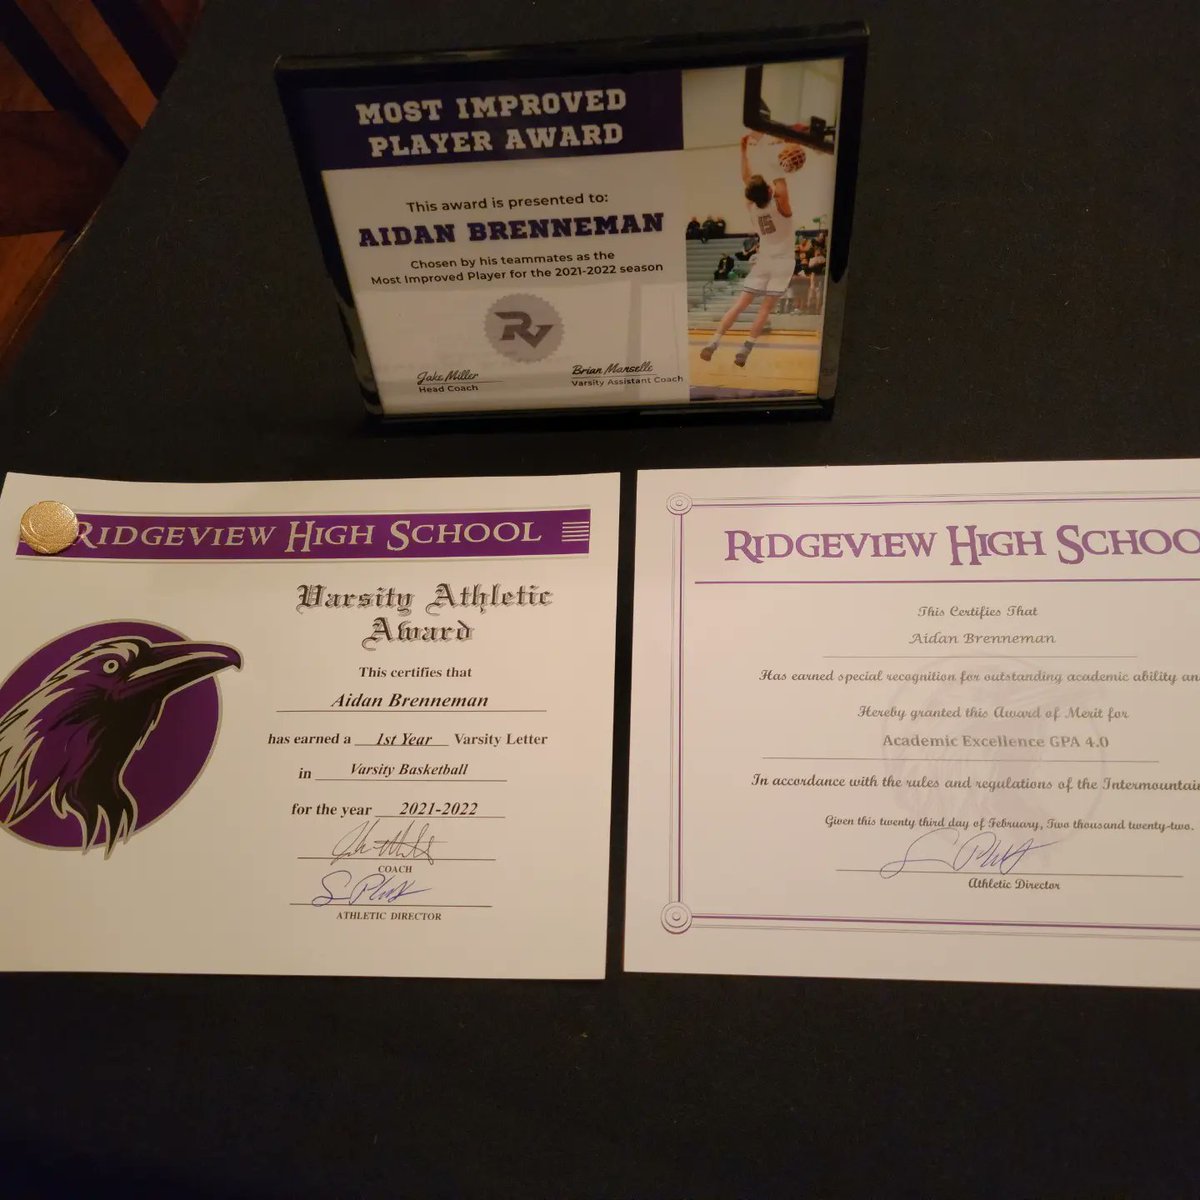 MOST IMPROVED
PLAYER AWARD
This award is presented to:
AIDAN BRENNEMAN
Chosen by his teammates as the
Most Improved Player for the 2021-2022 season
RV
Jake Miller
Head Coach
Brian Manselle
Varsity Assistant Coach
15
RIDGEVIEW HIGH SCHOOL
Varsity Athletic
Award
This certifies that
Aidan Brenneman
has earned a 1st Year Varsity Letter
in Varsity Basketball
for the year 2021-2022
COACH
ATHLETIC DIRECTOR
RIDGEVIEW HIGH SCHOO
This Certifies That
Aidan Brenneman
Has earned special recognition for outstanding academic ability an
Hereby granted this Award of Merit for
Academic Excellence GPA 4.0
In accordance with the rules and regulations of the Intermountai
Given this twenty third day of February, Two thousand twenty-two.
Athletic Director